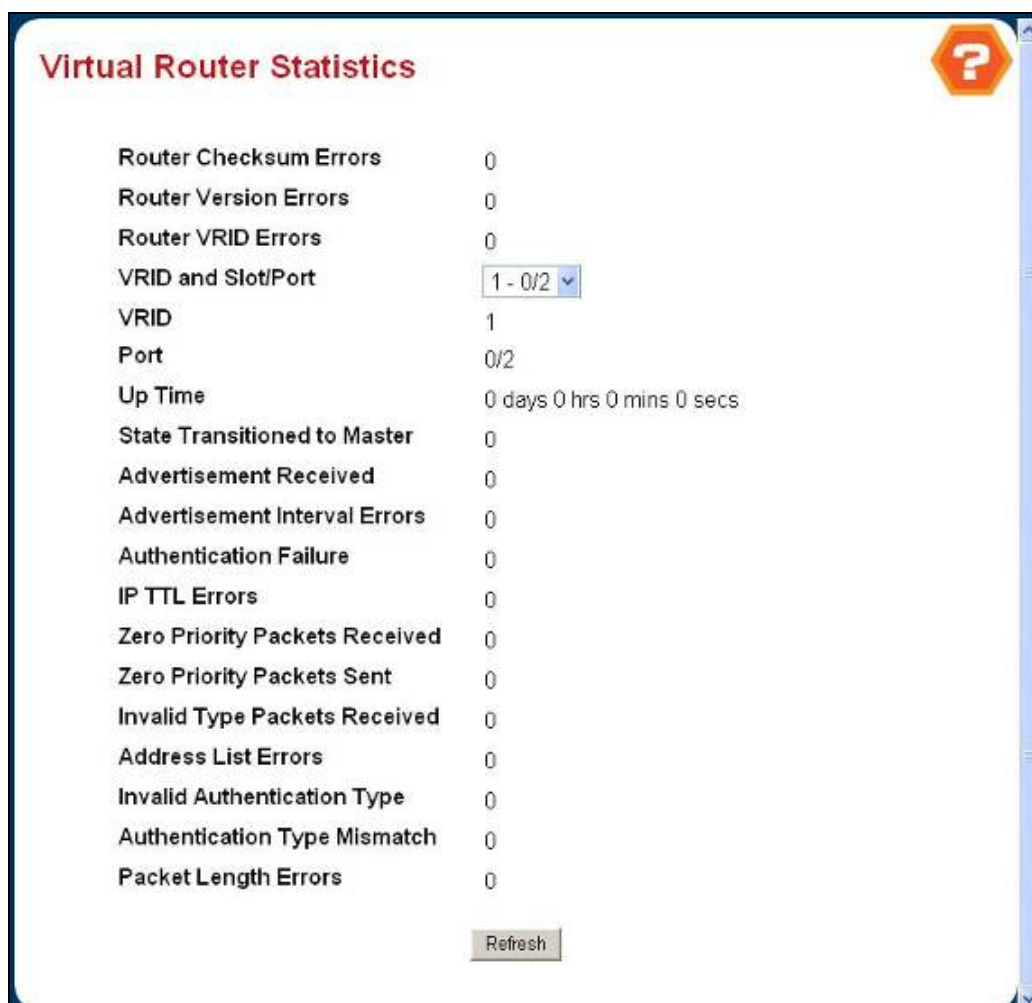 Virtual Router Statistics
?
Router Checksum Errors 0
Router Version Errors 0
Router VRID Errors 0
VRID and Slot/Port 1 - 0/2
VRID 1
Port 0/2
Up Time 0 days 0 hrs 0 mins 0 secs
State Transitioned to Master 0
Advertisement Received 0
Advertisement Interval Errors 0
Authentication Failure 0
IP TTL Errors 0
Zero Priority Packets Received 0
Zero Priority Packets Sent 0
Invalid Type Packets Received 0
Address List Errors 0
Invalid Authentication Type 0
Authentication Type Mismatch 0
Packet Length Errors 0
Refresh